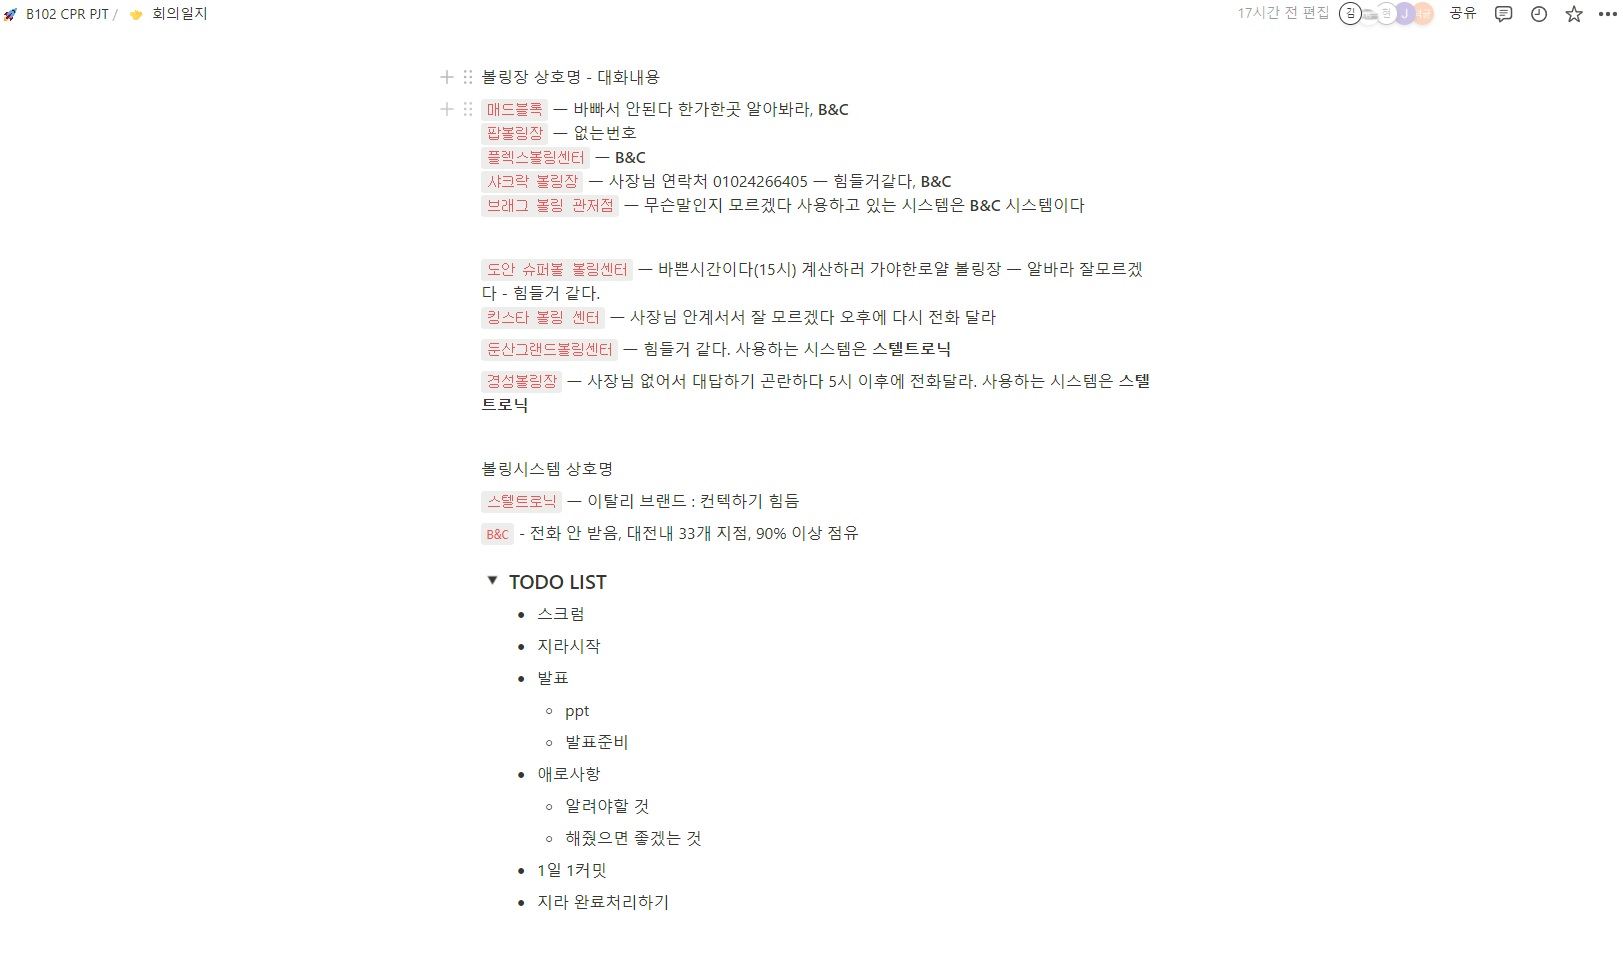 B102 CPR PJT / 회의일지
17시간 전 편집 김 현 J 공유
볼링장 상호명 - 대화내용
매드블록 — 바빠서 안된다 한가한곳 알아봐라, B&C
팝볼링장 — 없는번호
플렉스볼링센터 — B&C
샤크락 볼링장 — 사장님 연락처 01024266405 — 힘들거같다, B&C
브래그 볼링 관저점 — 무슨말인지 모르겠다 사용하고 있는 시스템은 B&C 시스템이다
도안 슈퍼볼 볼링센터 — 바쁜시간이다(15시) 계산하러 가야한로얄 볼링장 — 알바라 잘모르겠
다 - 힘들거 같다.
킹스타 볼링 센터 — 사장님 안계서서 잘 모르겠다 오후에 다시 전화 달라
둔산그랜드볼링센터 — 힘들거 같다. 사용하는 시스템은 스텔트로닉
경성볼링장 — 사장님 없어서 대답하기 곤란하다 5시 이후에 전화달라. 사용하는 시스템은 스텔
트로닉
볼링시스템 상호명
스텔트로닉 — 이탈리 브랜드 : 컨텍하기 힘듬
B&C - 전화 안 받음, 대전내 33개 지점, 90% 이상 점유
TODO LIST
스크럼
지라시작
발표
ppt
발표준비
애로사항
알려야할 것
해줬으면 좋겠는 것
1일 1커밋
지라 완료처리하기